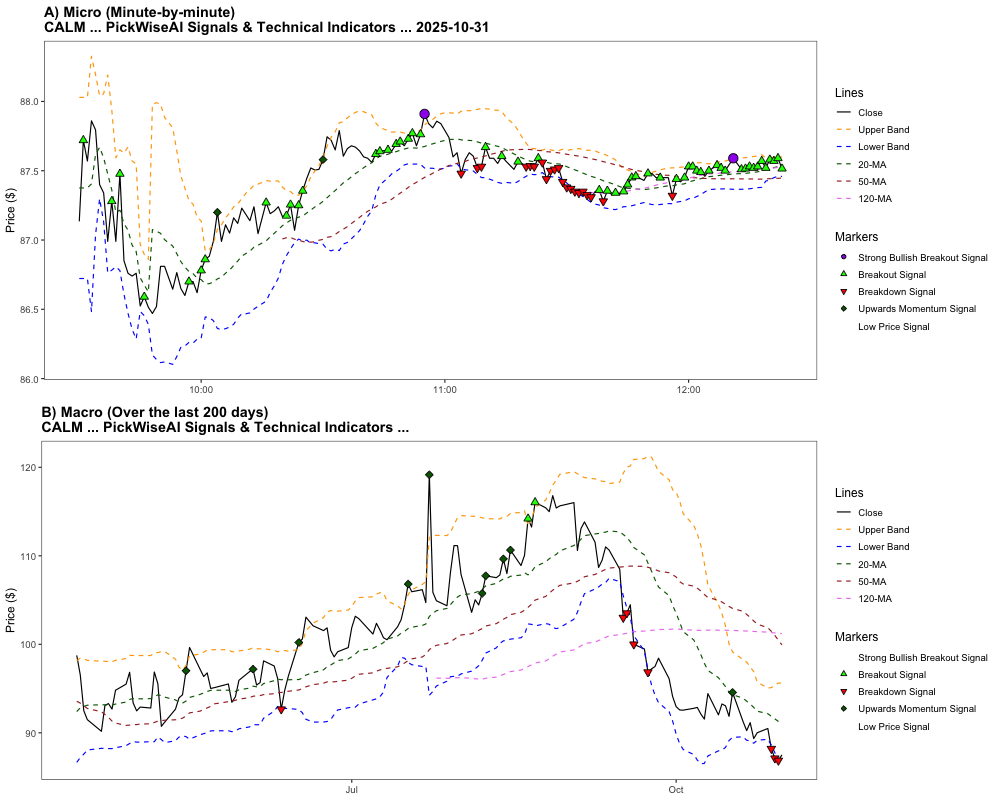 A) Micro (Minute-by-minute)
CALM ... PickWiseAI Signals & Technical Indicators ... 2025-10-31
Price ($)
88.0
87.5
87.0
86.5
86.0
10:00
11:00
12:00
Lines
Close
Upper Band
Lower Band
20-MA
50-MA
120-MA
Markers
Strong Bullish Breakout Signal
Breakout Signal
Breakdown Signal
Upwards Momentum Signal
Low Price Signal
B) Macro (Over the last 200 days)
CALM ... PickWiseAI Signals & Technical Indicators ...
Price ($)
120
110
100
90
Jul
Oct
Lines
Close
Upper Band
Lower Band
20-MA
50-MA
120-MA
Markers
Strong Bullish Breakout Signal
Breakout Signal
Breakdown Signal
Upwards Momentum Signal
Low Price Signal